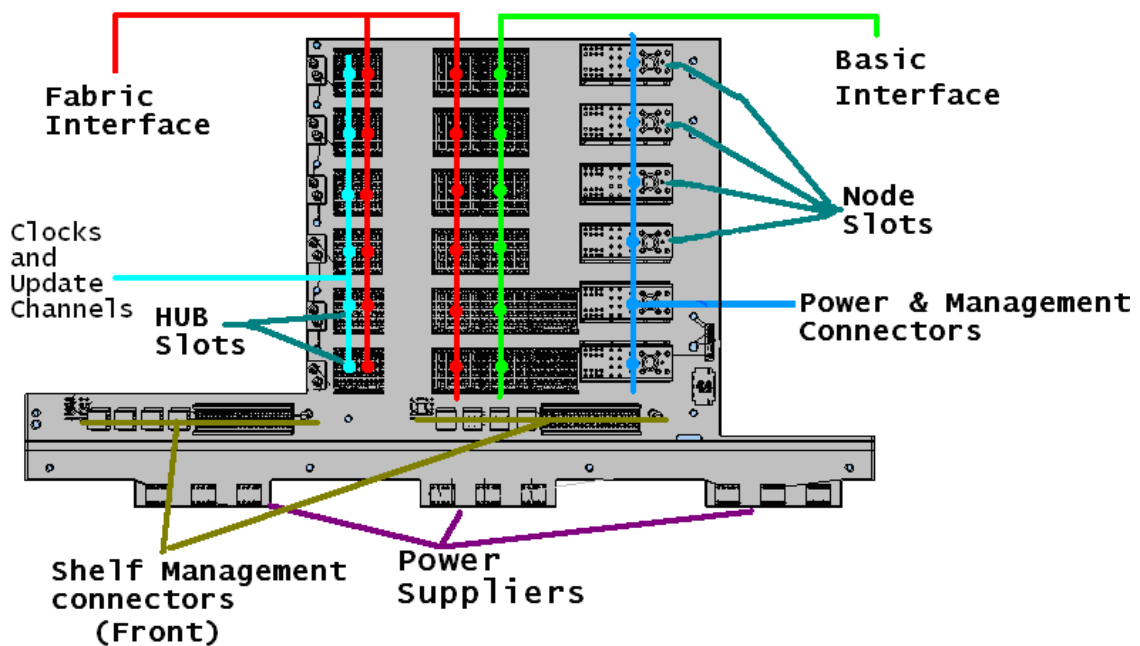 Fabric
Interface
Basic
Interface
Node
Slots
Clocks
and
Update
Channels
HUB
Slots
Power & Management
Connectors
Shelf Management
connectors
(Front)
Power
Suppliers